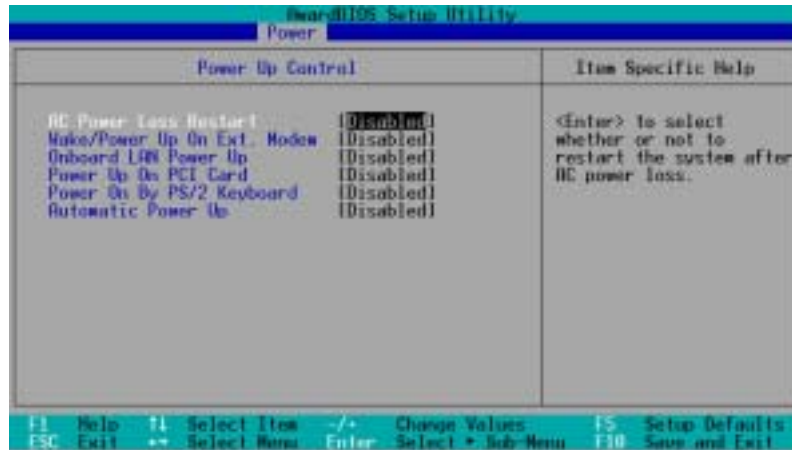 AwardBIOS Setup Utility
Power
Power Up Control
Item Specific Help
AC Power Loss Restart [Disabled]
Wake/Power Up On Ext. Modem [Disabled]
Onboard LAN Power Up [Disabled]
Power Up On PCI Card [Disabled]
Power On By PS/2 Keyboard [Disabled]
Automatic Power Up [Disabled]
<Enter> to select
whether or not to
restart the system after
AC power loss.
F1 Help ↑↓ Select Item -/+ Change Values F5 Setup Defaults
ESC Exit ←→ Select Menu Enter Select ► Sub-Menu F10 Save and Exit